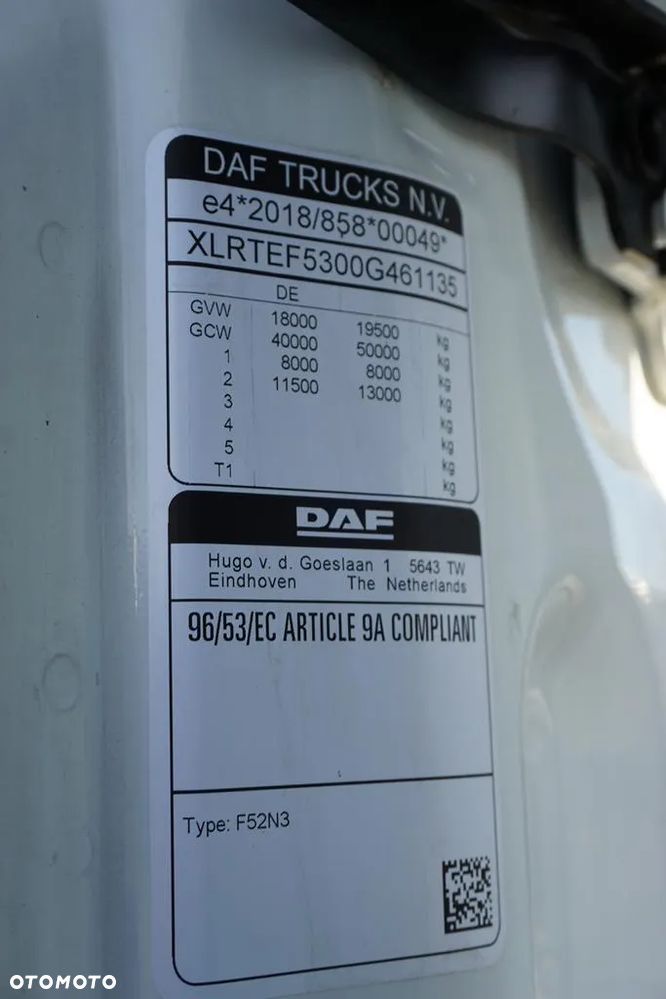 DAF TRUCKS N.V.
e4*2018/858*00049*
XLRTEF5300G461135
DE
GVW 18000 19500 kg
GCW 40000 50000 kg
1 8000 8000 kg
2 11500 13000 kg
3 kg
4 kg
5 kg
T1 kg
DAF
Hugo v. d. Goeslaan 1 5643 TW
Eindhoven The Netherlands
96/53/EC ARTICLE 9A COMPLIANT
Type: F52N3
OTOMOTO